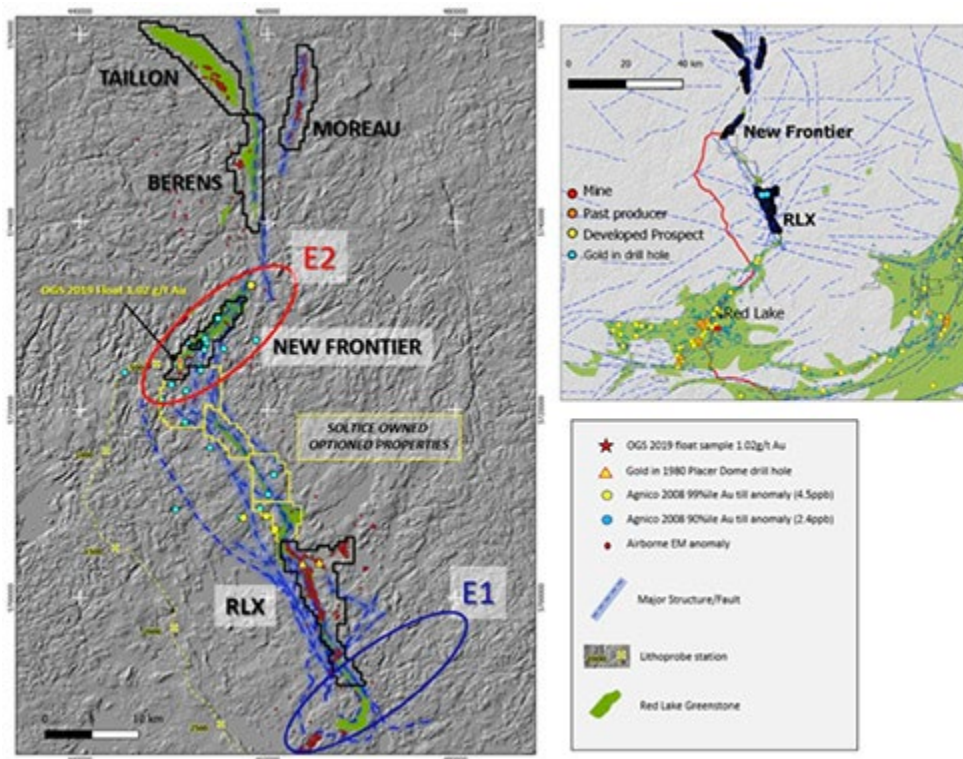 440000
460000
480000
TAILLON
MOREAU
BERENS
E2
OGS 2019 Float 1.02 g/t Au
NEW FRONTIER
SOLTICE OWNED
OPTIONED PROPERTIES
E1
RLX
0
10 km
0
20
40 km
New Frontier
RLX
Mine
Past producer
Developed Prospect
Gold in drill hole
Red Lake
OGS 2019 float sample 1.02g/t Au
Gold in 1980 Placer Dome drill hole
Agnico 2008 99%ile Au till anomaly (4.5ppb)
Agnico 2008 90%ile Au till anomaly (2.4ppb)
Airborne EM anomaly
Major Structure/Fault
Lithoprobe station
Red Lake Greenstone